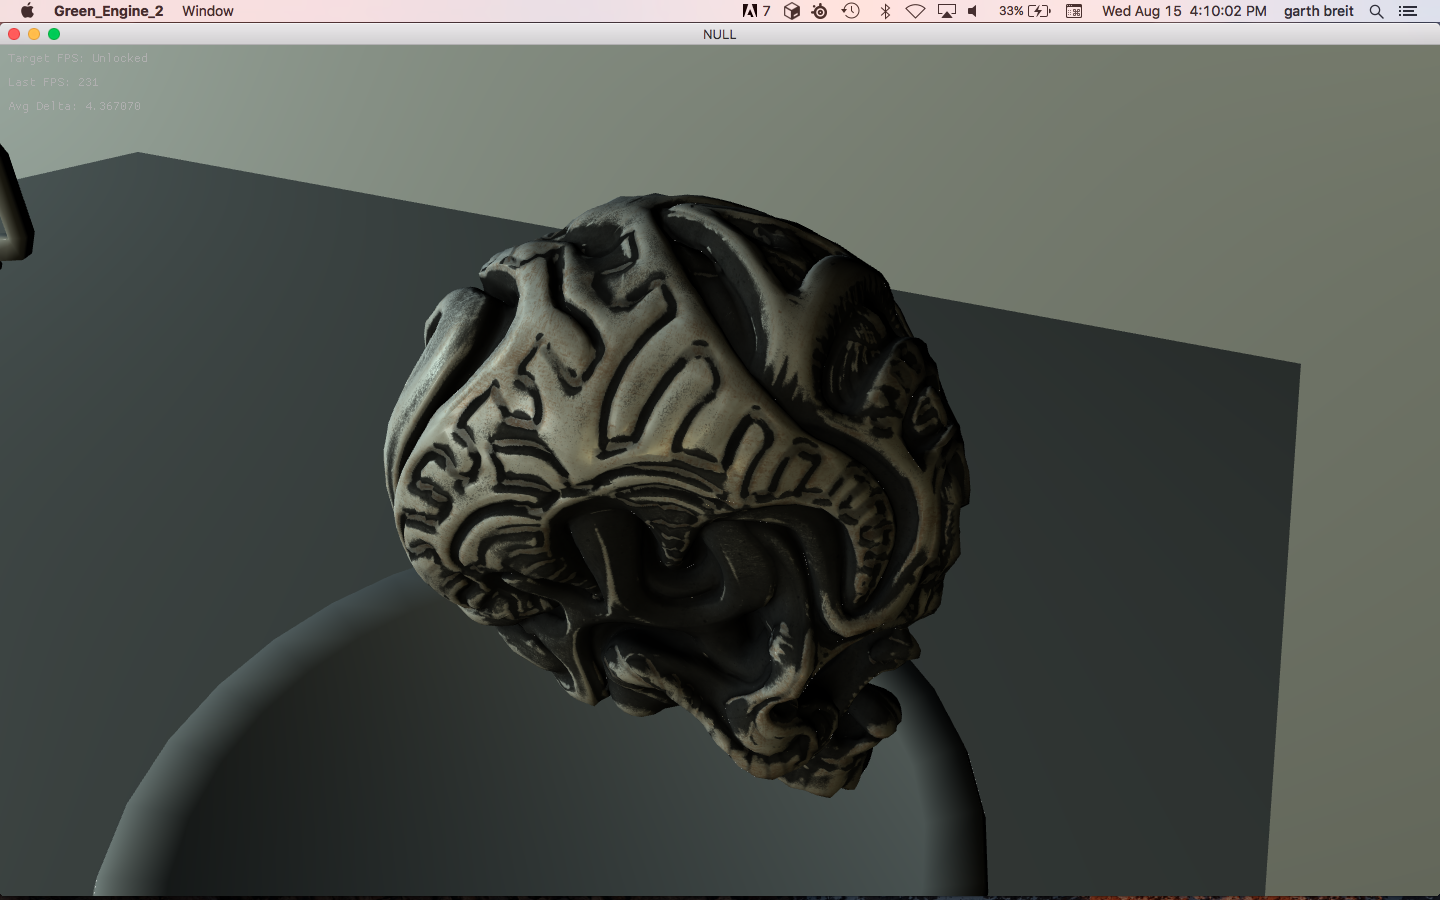 Green_Engine_2 Window 7 33% Wed Aug 15 4:10:02 PM garth breit
NULL
Target FPS: Unlocked
Last FPS: 231
Avg Delta: 4.367070